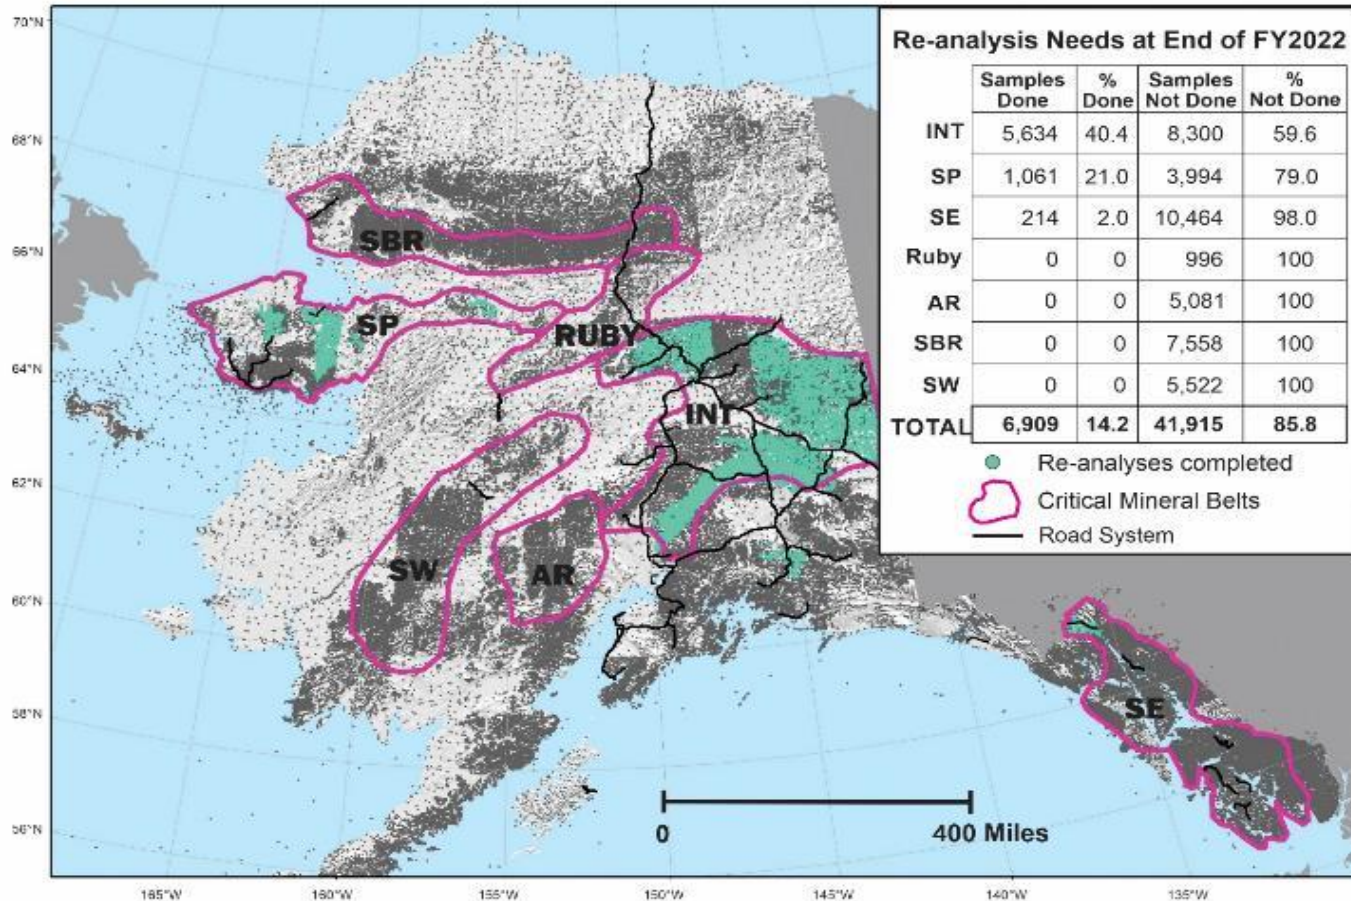 70°N
68°N
66°N
64°N
62°N
60°N
58°N
56°N
165°W
160°W
155°W
150°W
145°W
140°W
135°W
SBR
SP
RUBY
INT
SW
AR
SE
0
400 Miles
Re-analysis Needs at End of FY2022
Samples Done % Done Samples Not Done % Not Done
INT 5,634 40.4 8,300 59.6
SP 1,061 21.0 3,994 79.0
SE 214 2.0 10,464 98.0
Ruby 0 0 996 100
AR 0 0 5,081 100
SBR 0 0 7,558 100
SW 0 0 5,522 100
TOTAL 6,909 14.2 41,915 85.8
Re-analyses completed
Critical Mineral Belts
Road System